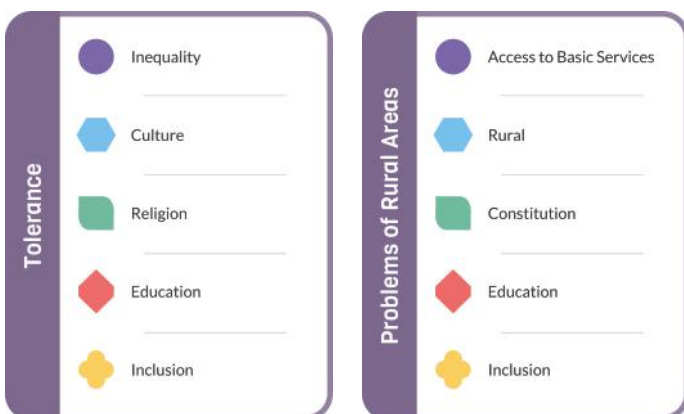 Tolerance
Inequality
Culture
Religion
Education
Inclusion
Problems of Rural Areas
Access to Basic Services
Rural
Constitution
Education
Inclusion